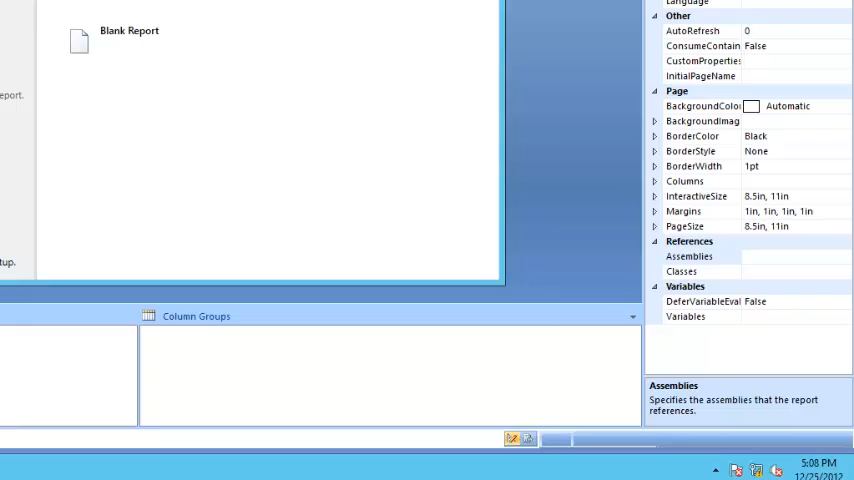 Language
Other
Blank Report
AutoRefresh 0
ConsumeContain False
CustomProperties
InitialPageName
Page
eport.
BackgroundColo Automatic
BackgroundImag
BorderColor Black
BorderStyle None
BorderWidth 1pt
Columns
InteractiveSize 8.5in, 11in
Margins 1in, 1in, 1in, 1in
PageSize 8.5in, 11in
References
Assemblies
tup.
Classes
Variables
DeferVariableEval False
Column Groups
Variables
Assemblies
Specifies the assemblies that the report
references.
5:08 PM
12/25/2012